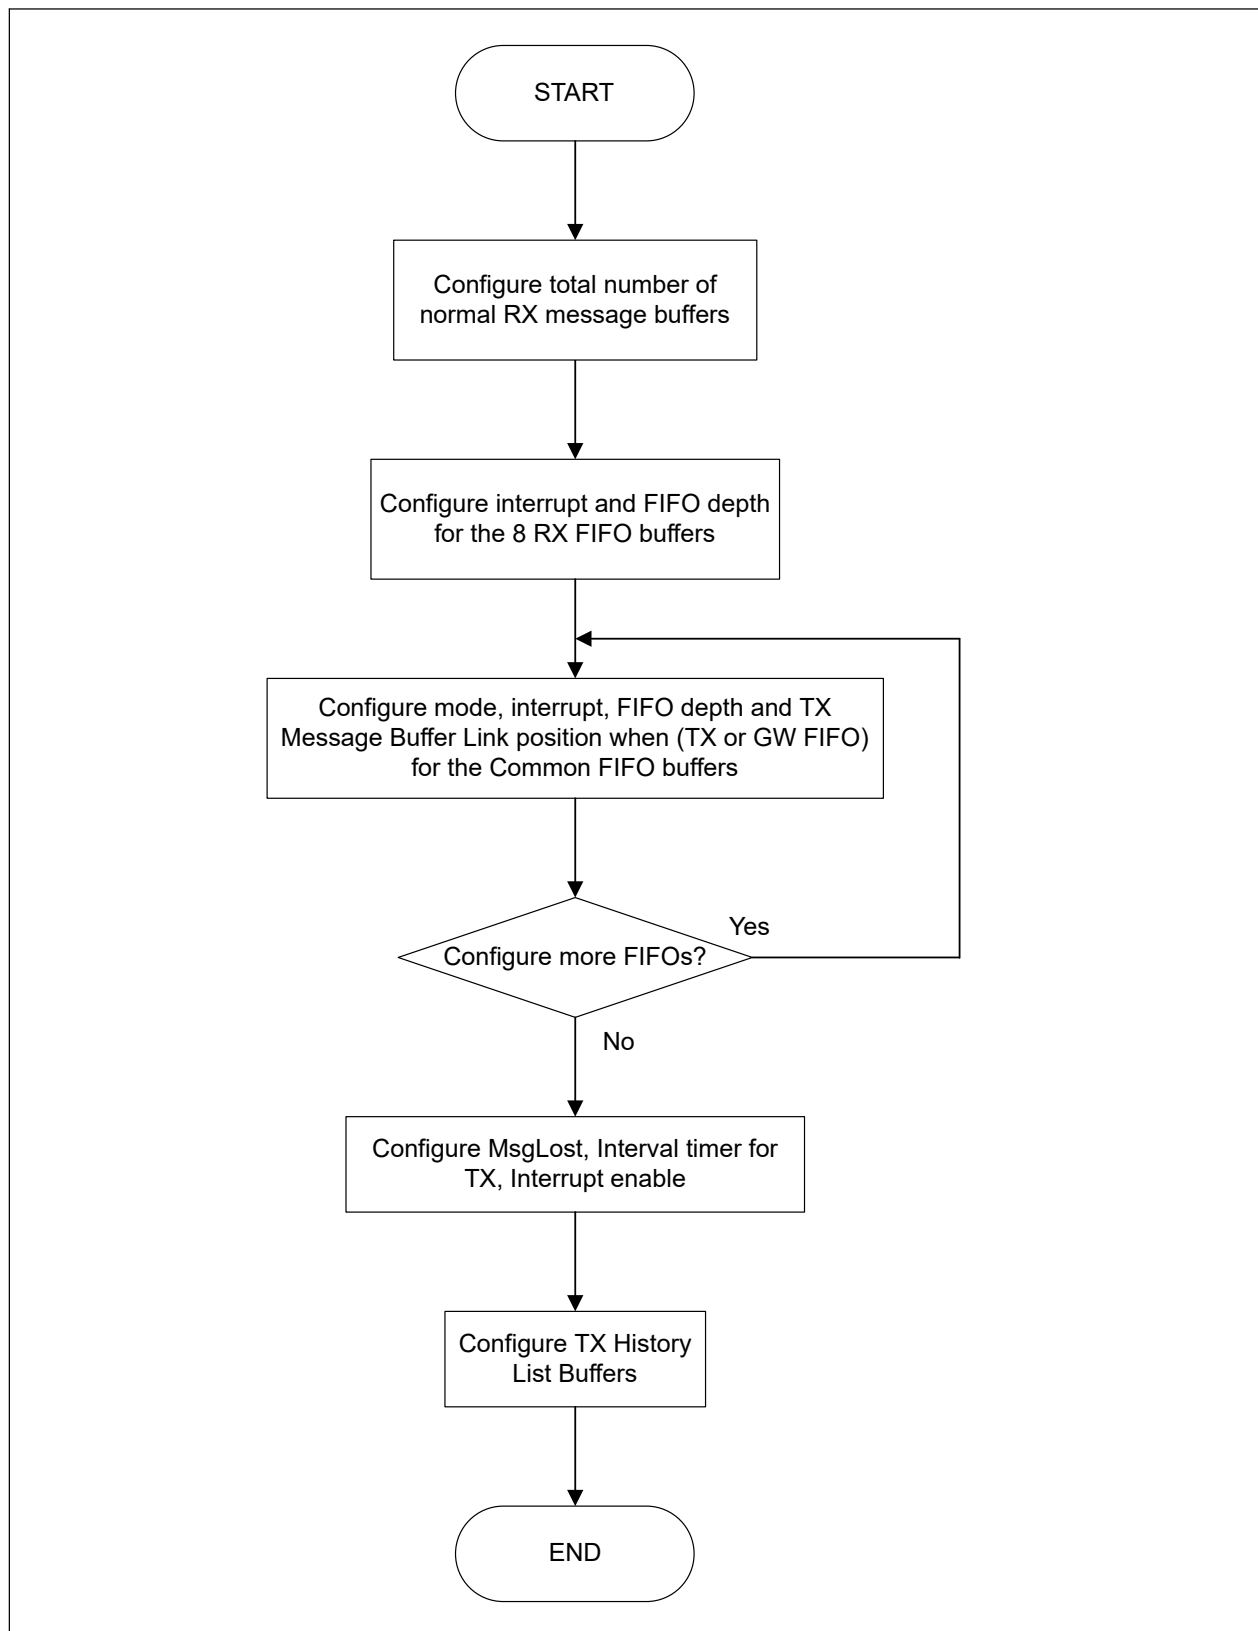 START
Configure total number of
normal RX message buffers
Configure interrupt and FIFO depth
for the 8 RX FIFO buffers
Configure mode, interrupt, FIFO depth and TX
Message Buffer Link position when (TX or GW FIFO)
for the Common FIFO buffers
Yes
Configure more FIFOs?
No
Configure MsgLost, Interval timer for
TX, Interrupt enable
Configure TX History
List Buffers
END